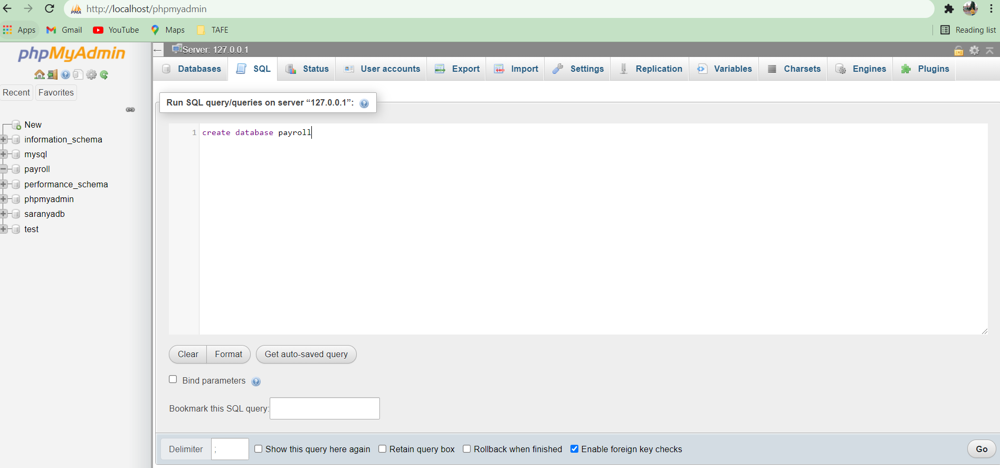 http://localhost/phpmyadmin
Apps Gmail YouTube Maps TAFE Reading list
phpMyAdmin
Recent Favorites
New
information_schema
mysql
payroll
performance_schema
phpmyadmin
saranyadb
test
Server: 127.0.0.1
Databases SQL Status User accounts Export Import Settings Replication Variables Charsets Engines Plugins
Run SQL query/queries on server “127.0.0.1”:
1 create database payroll
Clear Format Get auto-saved query
Bind parameters
Bookmark this SQL query:
Delimiter ; Show this query here again Retain query box Rollback when finished Enable foreign key checks Go